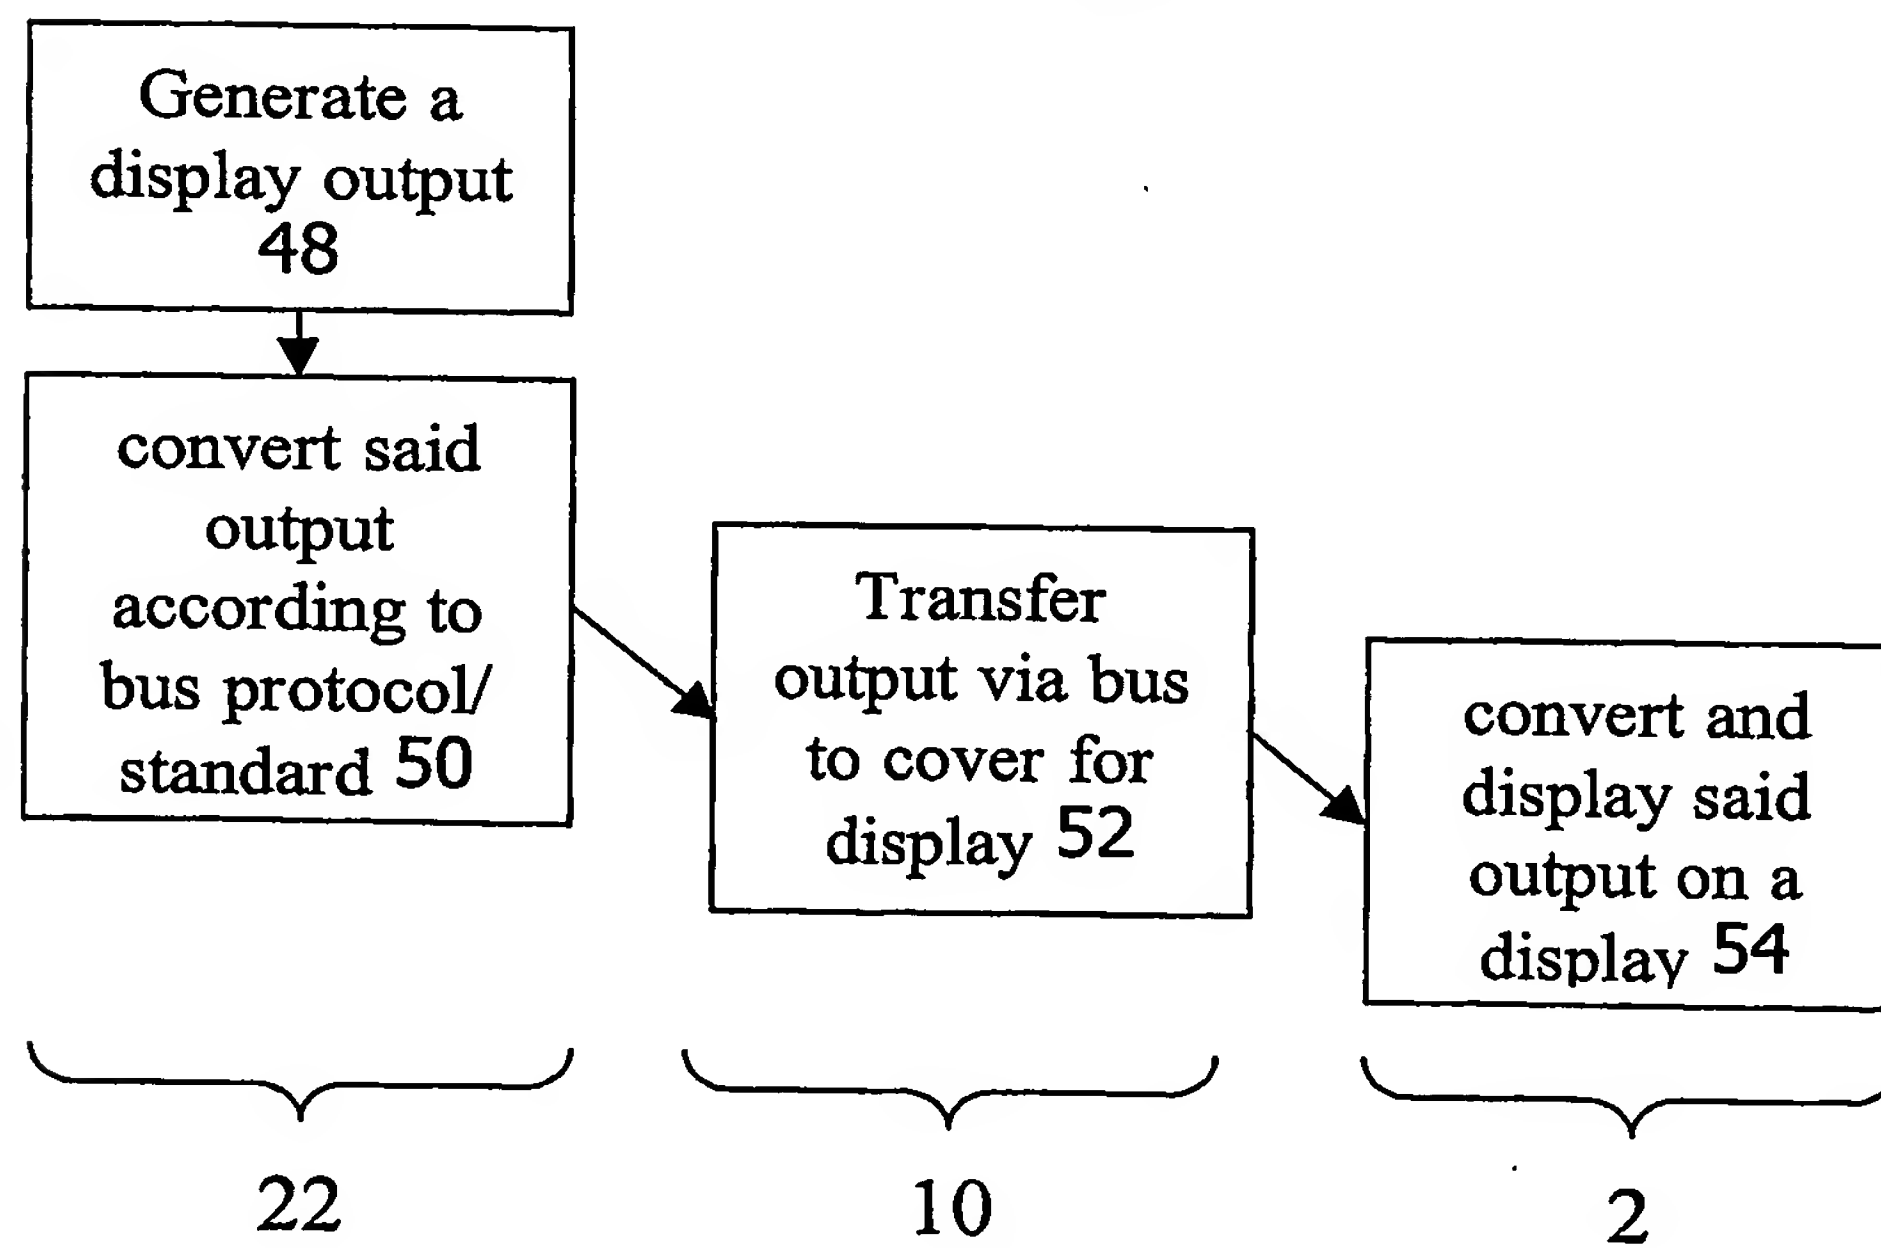 Generate a
display output
48
convert said
output
according to
bus protocol/
standard 50
Transfer
output via bus
to cover for
display 52
convert and
display said
output on a
display 54
22
10
2